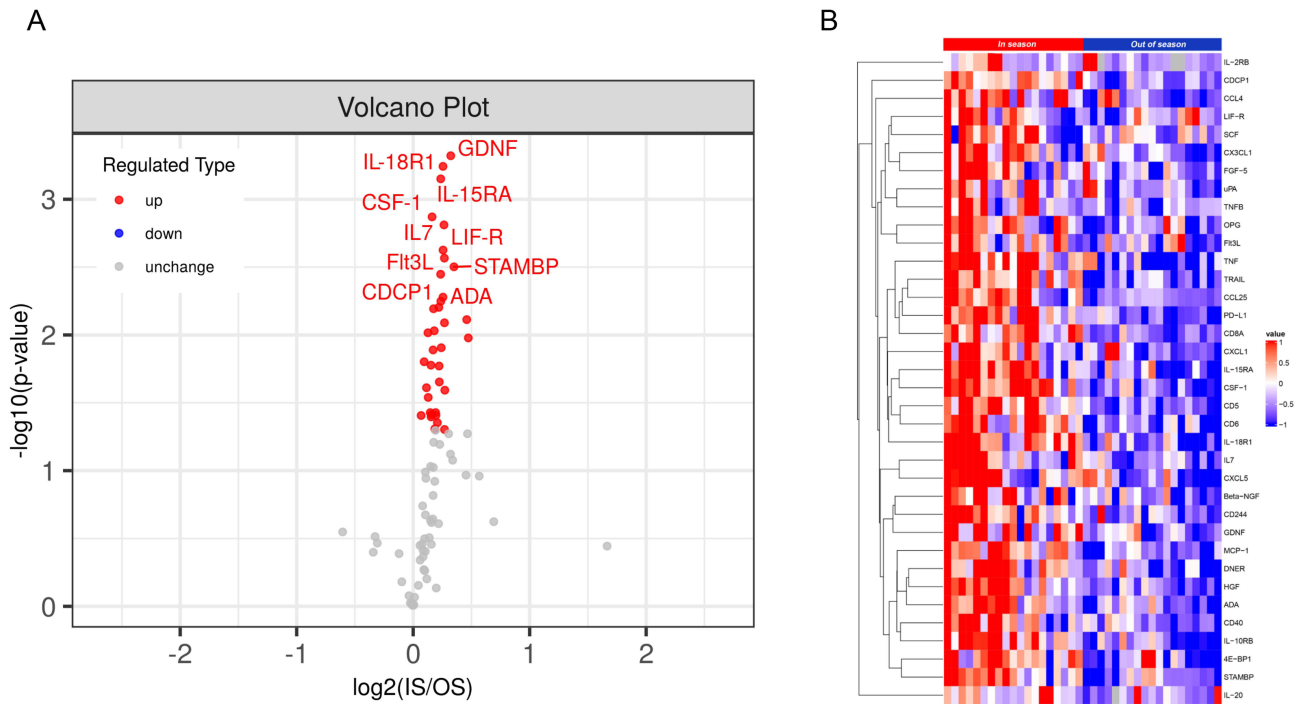 A
Volcano Plot
Regulated Type
up
down
unchange
GDNF
IL-18R1
IL-15RA
CSF-1
IL7
LIF-R
Flt3L
STAMBP
CDCP1
ADA
3
2
1
0
-log10(p-value)
-2
-1
0
1
2
log2(IS/OS)
B
In season
Out of season
IL-2RB
CDCP1
CCL4
LIF-R
SCF
CX3CL1
FGF-5
uPA
TNFB
OPG
Flt3L
TNF
TRAIL
CCL25
PD-L1
CD8A
CXCL1
IL-15RA
CSF-1
CD5
CD6
IL-18R1
IL7
CXCL5
Beta-NGF
CD244
GDNF
MCP-1
DNER
HGF
ADA
CD40
IL-10RB
4E-BP1
STAMBP
IL-20
value
1
0.5
0
-0.5
-1